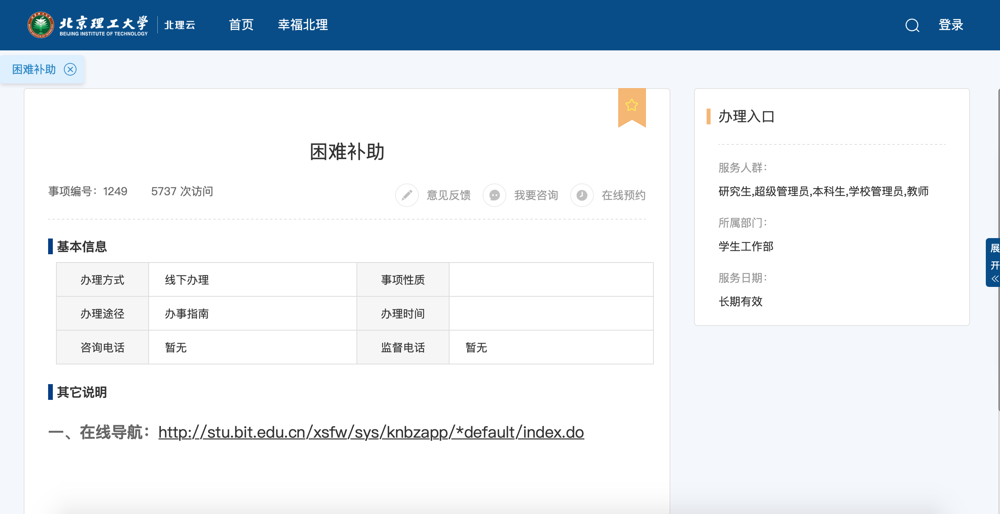 北京理工大学
BEIJING INSTITUTE OF TECHNOLOGY
北理云
首页
幸福北理
登录
困难补助
困难补助
事项编号：1249
5737 次访问
意见反馈
我要咨询
在线预约
基本信息
办理方式 线下办理 事项性质
办理途径 办事指南 办理时间
咨询电话 暂无 监督电话 暂无
其它说明
一、在线导航：http://stu.bit.edu.cn/xsfw/sys/knbzapp/*default/index.do
办理入口
服务人群：
研究生,超级管理员,本科生,学校管理员,教师
所属部门：
学生工作部
服务日期：
长期有效
展
开